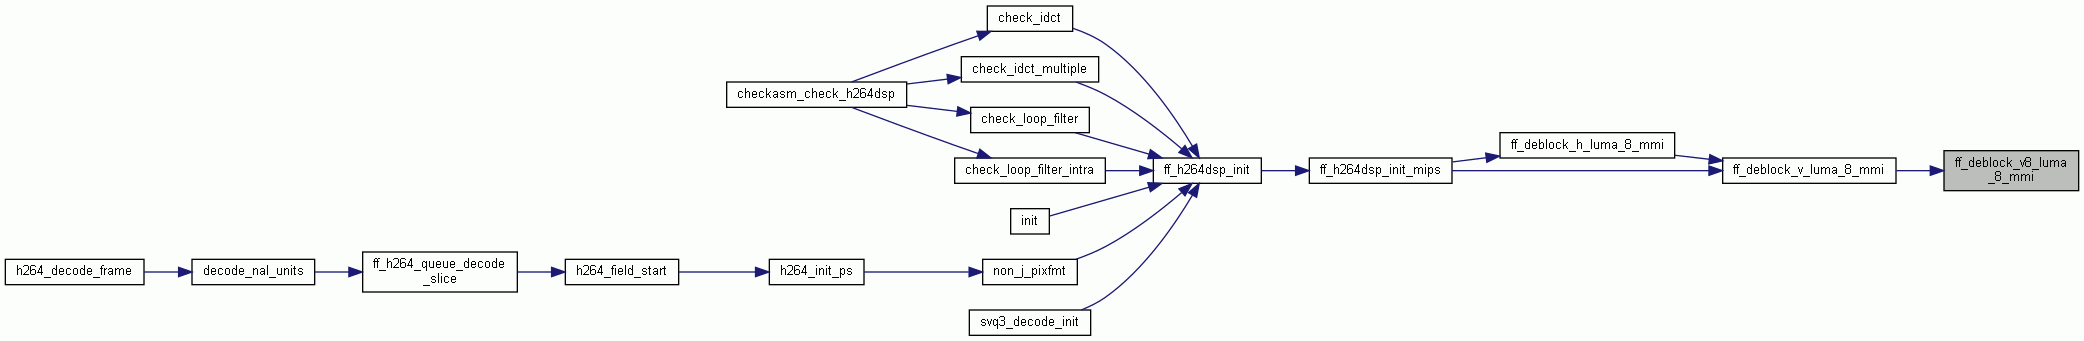 check_idct
check_idct_multiple
checkasm_check_h264dsp
check_loop_filter
check_loop_filter_intra
ff_h264dsp_init
ff_h264dsp_init_mips
ff_deblock_h_luma_8_mmi
ff_deblock_v_luma_8_mmi
ff_deblock_v8_luma
_8_mmi
init
h264_decode_frame
decode_nal_units
ff_h264_queue_decode
_slice
h264_field_start
h264_init_ps
non_j_pixfmt
svq3_decode_init